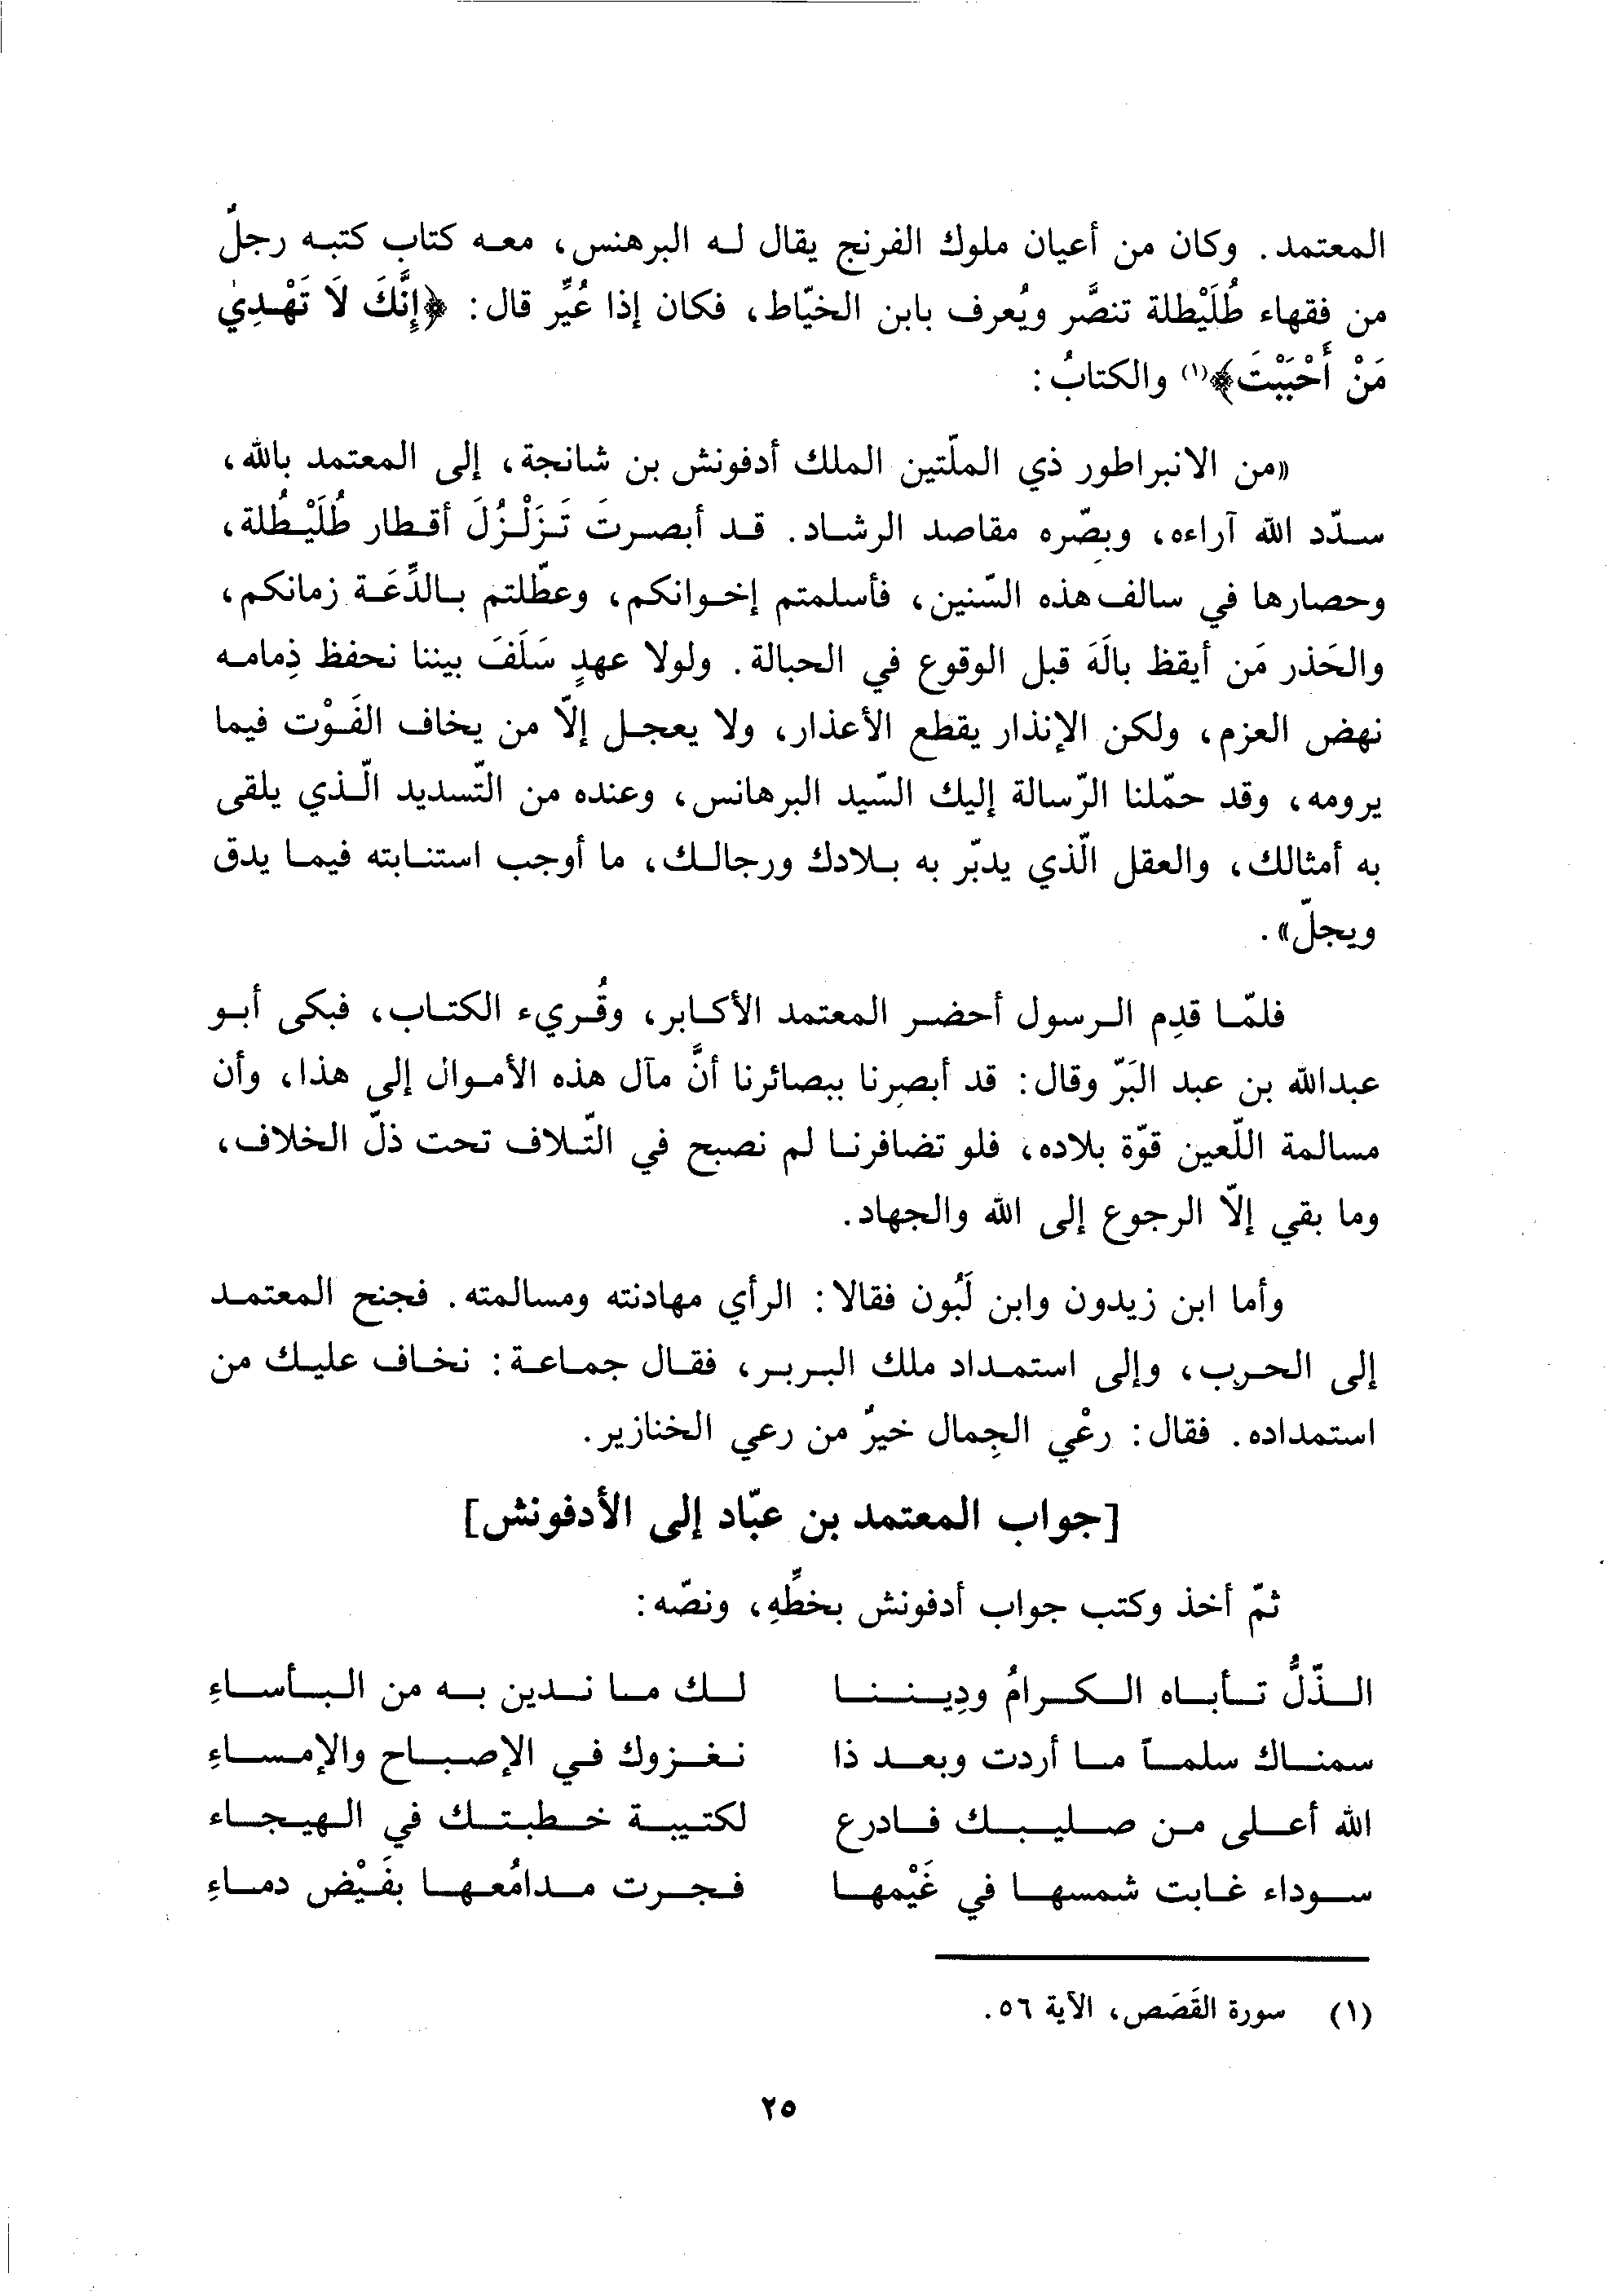 المعتمد. وكان من أعيان ملوك الفرنج يقال له البرهنس، معه كتاب كتبه رجلٌ
من فقهاء طُلَيْطلة تنصَّر ويُعرف بابن الخيّاط، فكان إذا عُيِّر قال: ﴿إِنَّكَ لَا تَهْدِي
مَنْ أَحْبَبْتَ﴾(١) والكتابُ:
«من الانبراطور ذي الملّتين الملك أدفونش بن شانجة، إلى المعتمد بالله،
سدّد الله آراءه، وبصّره مقاصد الرشاد. قد أبصرتَ تَزَلْزُلَ أقطار طُلَيْطُلة،
وحصارها في سالف هذه السّنين، فأسلمتم إخوانكم، وعطّلتم بالدِّعَة زمانكم،
والحَذر مَن أيقظ بالَهَ قبل الوقوع في الحبالة. ولولا عهدٍ سَلَفَ بيننا نحفظ ذِمامه
نهض العزم، ولكن الإنذار يقطع الأعذار، ولا يعجل إلّا من يخاف الفَوْت فيما
يرومه، وقد حمّلنا الرّسالة إليك السّيد البرهانس، وعنده من التّسديد الّذي يلقى
به أمثالك، والعقل الّذي يدبّر به بلادك ورجالك، ما أوجب استنابته فيما يدق
ويجلّ».
فلمّا قدِم الرسول أحضر المعتمد الأكابر، وقُريء الكتاب، فبكى أبو
عبدالله بن عبد البَرّ وقال: قد أبصرنا ببصائرنا أنَّ مآل هذه الأموال إلى هذا، وأن
مسالمة اللّعين قوّة بلاده، فلو تضافرنا لم نصبح في التّلاف تحت ذلّ الخلاف،
وما بقي إلّا الرجوع إلى الله والجهاد.
وأما ابن زيدون وابن لَبُون فقالا: الرأي مهادنته ومسالمته. فجنح المعتمد
إلى الحرب، وإلى استمداد ملك البربر، فقال جماعة: نخاف عليك من
استمداده. فقال: رعْي الجِمال خيرٌ من رعي الخنازير.
[جواب المعتمد بن عبّاد إلى الأدفونش]
ثمّ أخذ وكتب جواب أدفونش بخطِّهِ، ونصّه:
الذّلُّ تأباه الكرامُ ودِيننا لك ما ندين به من البأساءِ
سمناك سلماً ما أردت وبعد ذا نغزوك في الإصباح والإمساءِ
الله أعلى من صليبك فادرع لكتيبة خطبتك في الهيجاء
سوداء غابت شمسها في غَيْمها فجرت مدامُعها بفَيْض دماءِ
(١) سورة القَصَص، الآية ٥٦.
٢٥